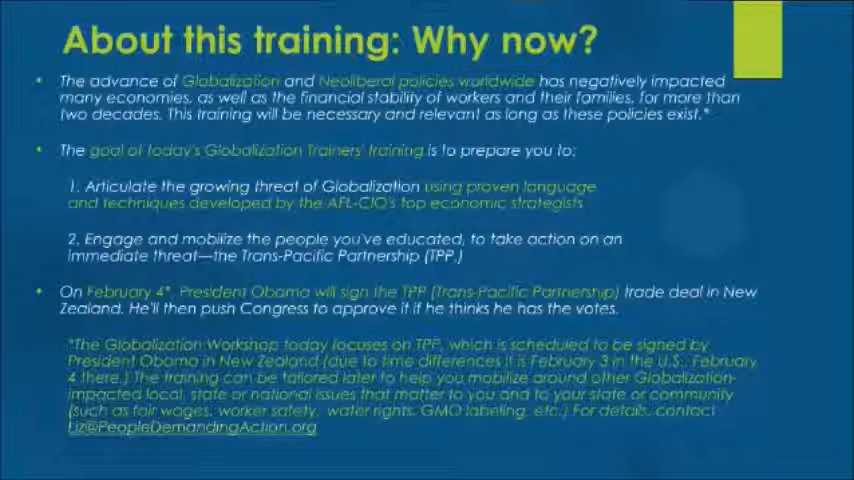 About this training: Why now?
• The advance of Globalization and Neoliberal policies worldwide has negatively impacted
many economies, as well as the financial stability of workers and their families, for more than
two decades. This training will be necessary and relevant as long as these policies exist.*
• The goal of today's Globalization Trainers' training is to prepare you to:
1. Articulate the growing threat of Globalization using proven language
and techniques developed by the AFL-CIO's top economic strategists
2. Engage and mobilize the people you've educated, to take action on an
immediate threat—the Trans-Pacific Partnership (TPP.)
• On February 4*, President Obama will sign the TPP (Trans-Pacific Partnership) trade deal in New
Zealand. He'll then push Congress to approve it if he thinks he has the votes.
*The Globalization Workshop today focuses on TPP, which is scheduled to be signed by
President Obama in New Zealand (due to time differences it is February 3 in the U.S., February
4 there.) The training can be tailored later to help you mobilize around other Globalization-
impacted local, state or national issues that matter to you and to your state or community
(such as fair wages, worker safety, water rights, GMO labeling, etc.) For details, contact
Liz@PeopleDemandingAction.org